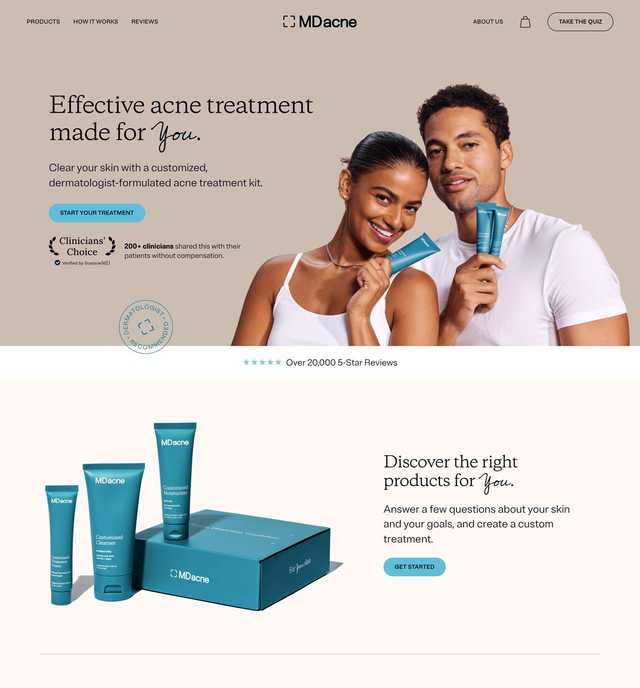 PRODUCTS HOW IT WORKS REVIEWS
MDacne
ABOUT US
TAKE THE QUIZ
Effective acne treatment
made for You.
Clear your skin with a customized,
dermatologist-formulated acne treatment kit.
START YOUR TREATMENT
Clinicians'
Choice
200+ clinicians shared this with their
patients without compensation.
DERMATOLOGIST • RECOMMENDED •
★★★★★ Over 20,000 5-Star Reviews
MDacne
MDacne
MDacne
Customized
Moisturizer
Customized
Cleanser
MDacne
Discover the right
products for You.
Answer a few questions about your skin
and your goals, and create a custom
treatment.
GET STARTED